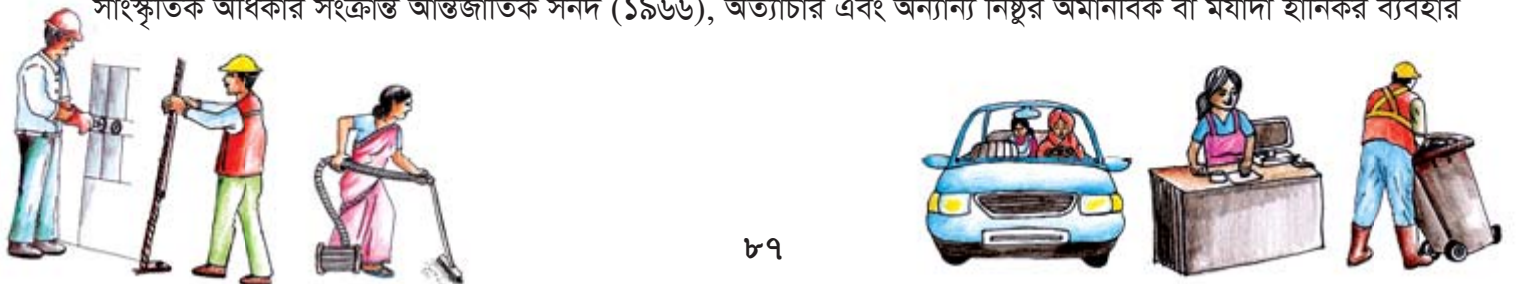 সাংস্কৃতিক অধিকার সংক্রান্ত আন্তর্জাতিক সনদ (১৯৬৬), অত্যাচার এবং অন্যান্য নিষ্ঠুর অমানবিক বা মর্যাদা হানিকর ব্যবহার
৮৭